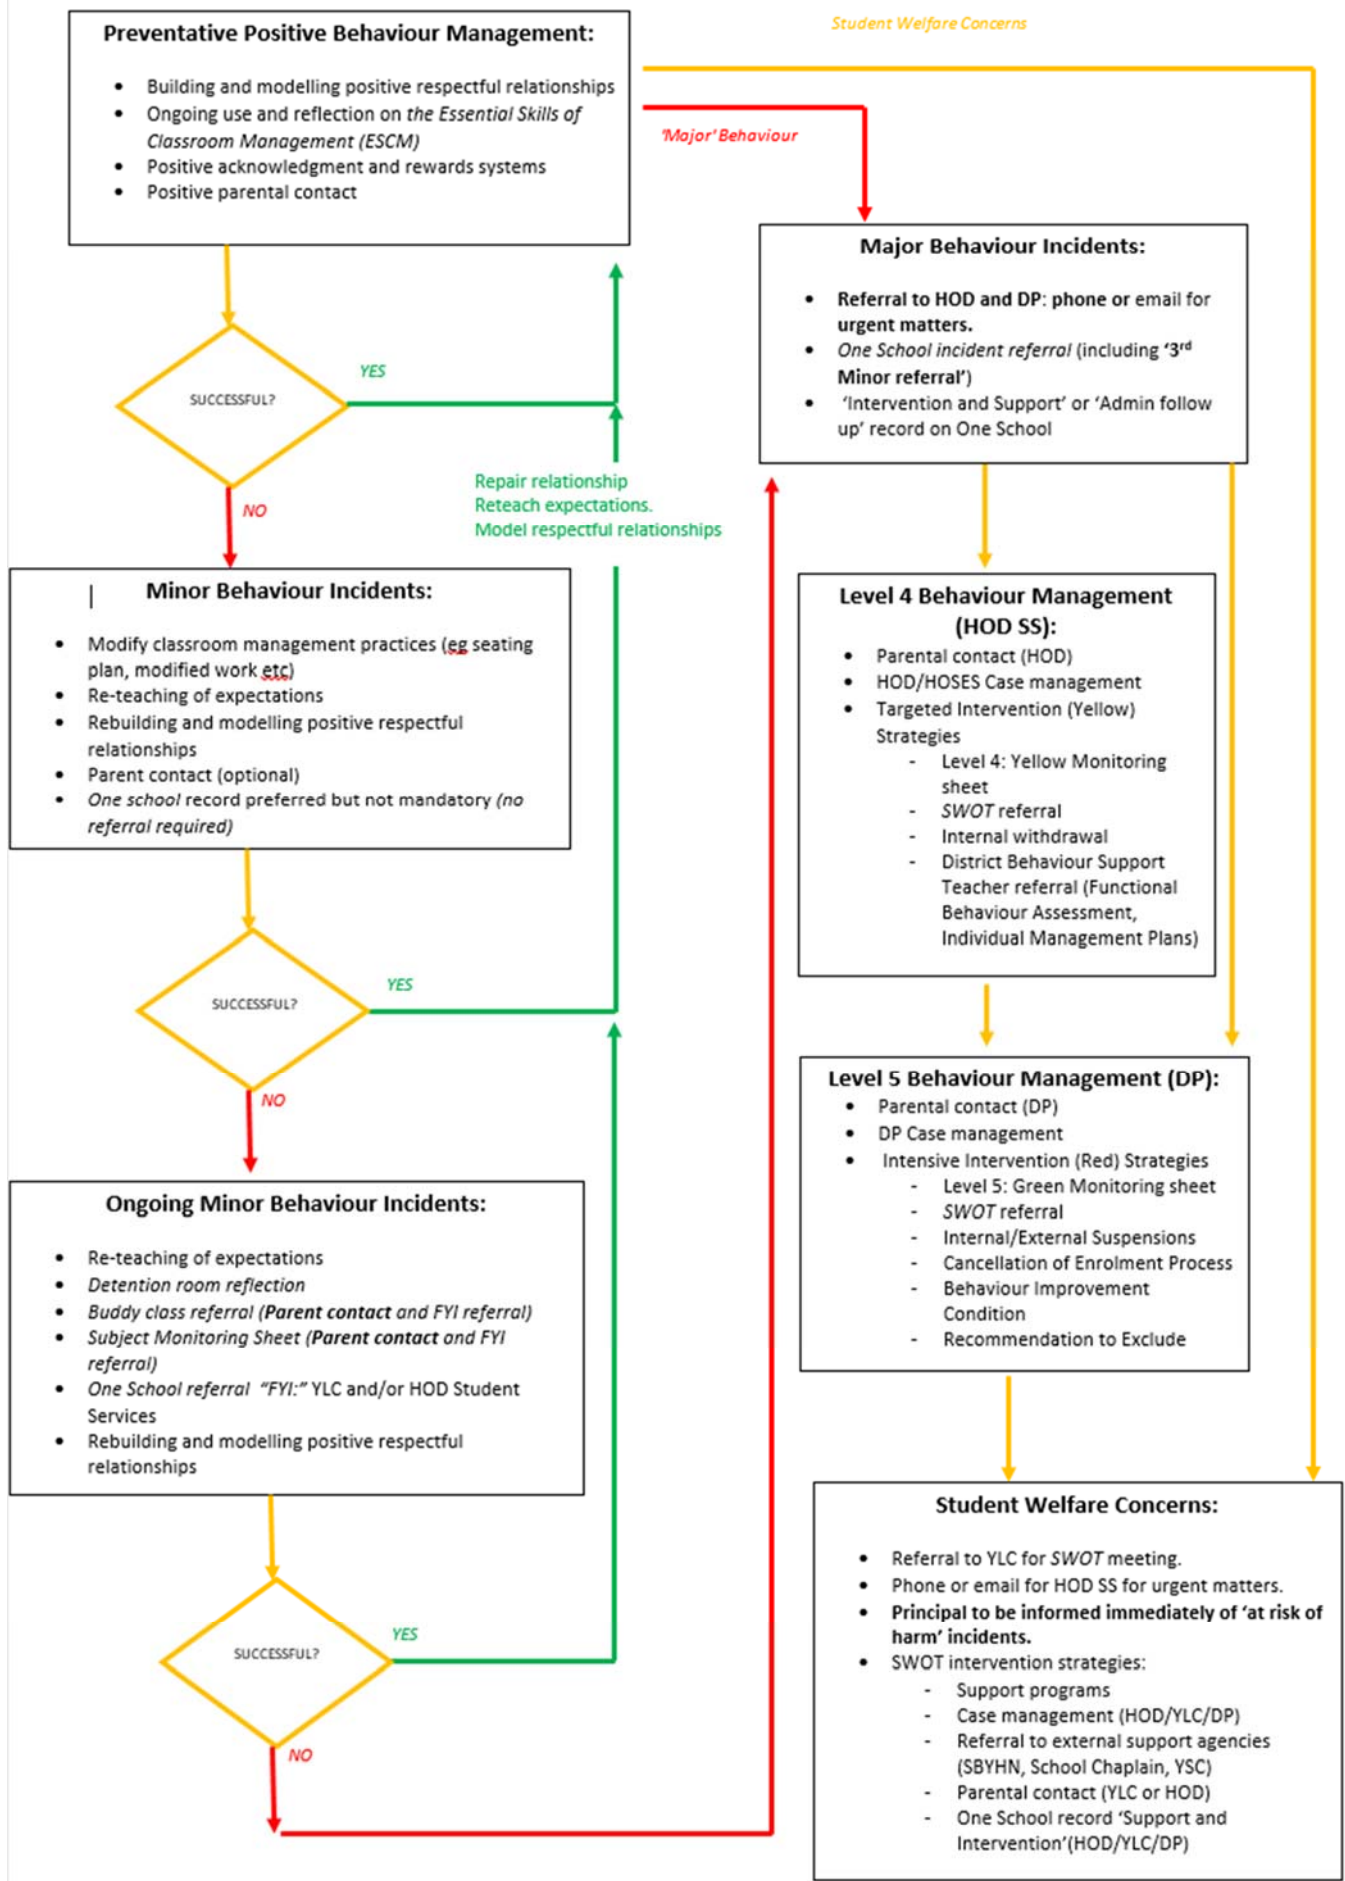 Preventative Positive Behaviour Management:
• Building and modelling positive respectful relationships
• Ongoing use and reflection on the Essential Skills of
Classroom Management (ESCM)
• Positive acknowledgment and rewards systems
• Positive parental contact
Student Welfare Concerns
'Major' Behaviour
SUCCESSFUL?
YES
NO
Repair relationship
Reteach expectations.
Model respectful relationships
Minor Behaviour Incidents:
• Modify classroom management practices (eg seating
plan, modified work etc)
• Re-teaching of expectations
• Rebuilding and modelling positive respectful
relationships
• Parent contact (optional)
• One school record preferred but not mandatory (no
referral required)
SUCCESSFUL?
YES
NO
Ongoing Minor Behaviour Incidents:
• Re-teaching of expectations
• Detention room reflection
• Buddy class referral (Parent contact and FYI referral)
• Subject Monitoring Sheet (Parent contact and FYI
referral)
• One School referral "FYI:" YLC and/or HOD Student
Services
• Rebuilding and modelling positive respectful
relationships
SUCCESSFUL?
YES
NO
Major Behaviour Incidents:
• Referral to HOD and DP: phone or email for
urgent matters.
• One School incident referral (including '3rd
Minor referral')
• 'Intervention and Support' or 'Admin follow
up' record on One School
Level 4 Behaviour Management
(HOD SS):
• Parental contact (HOD)
• HOD/HOSES Case management
• Targeted Intervention (Yellow)
Strategies
- Level 4: Yellow Monitoring
sheet
- SWOT referral
- Internal withdrawal
- District Behaviour Support
Teacher referral (Functional
Behaviour Assessment,
Individual Management Plans)
Level 5 Behaviour Management (DP):
• Parental contact (DP)
• DP Case management
• Intensive Intervention (Red) Strategies
- Level 5: Green Monitoring sheet
- SWOT referral
- Internal/External Suspensions
- Cancellation of Enrolment Process
- Behaviour Improvement
Condition
- Recommendation to Exclude
Student Welfare Concerns:
• Referral to YLC for SWOT meeting.
• Phone or email for HOD SS for urgent matters.
• Principal to be informed immediately of 'at risk of
harm' incidents.
• SWOT intervention strategies:
- Support programs
- Case management (HOD/YLC/DP)
- Referral to external support agencies
(SBYHN, School Chaplain, YSC)
- Parental contact (YLC or HOD)
- One School record 'Support and
Intervention'(HOD/YLC/DP)